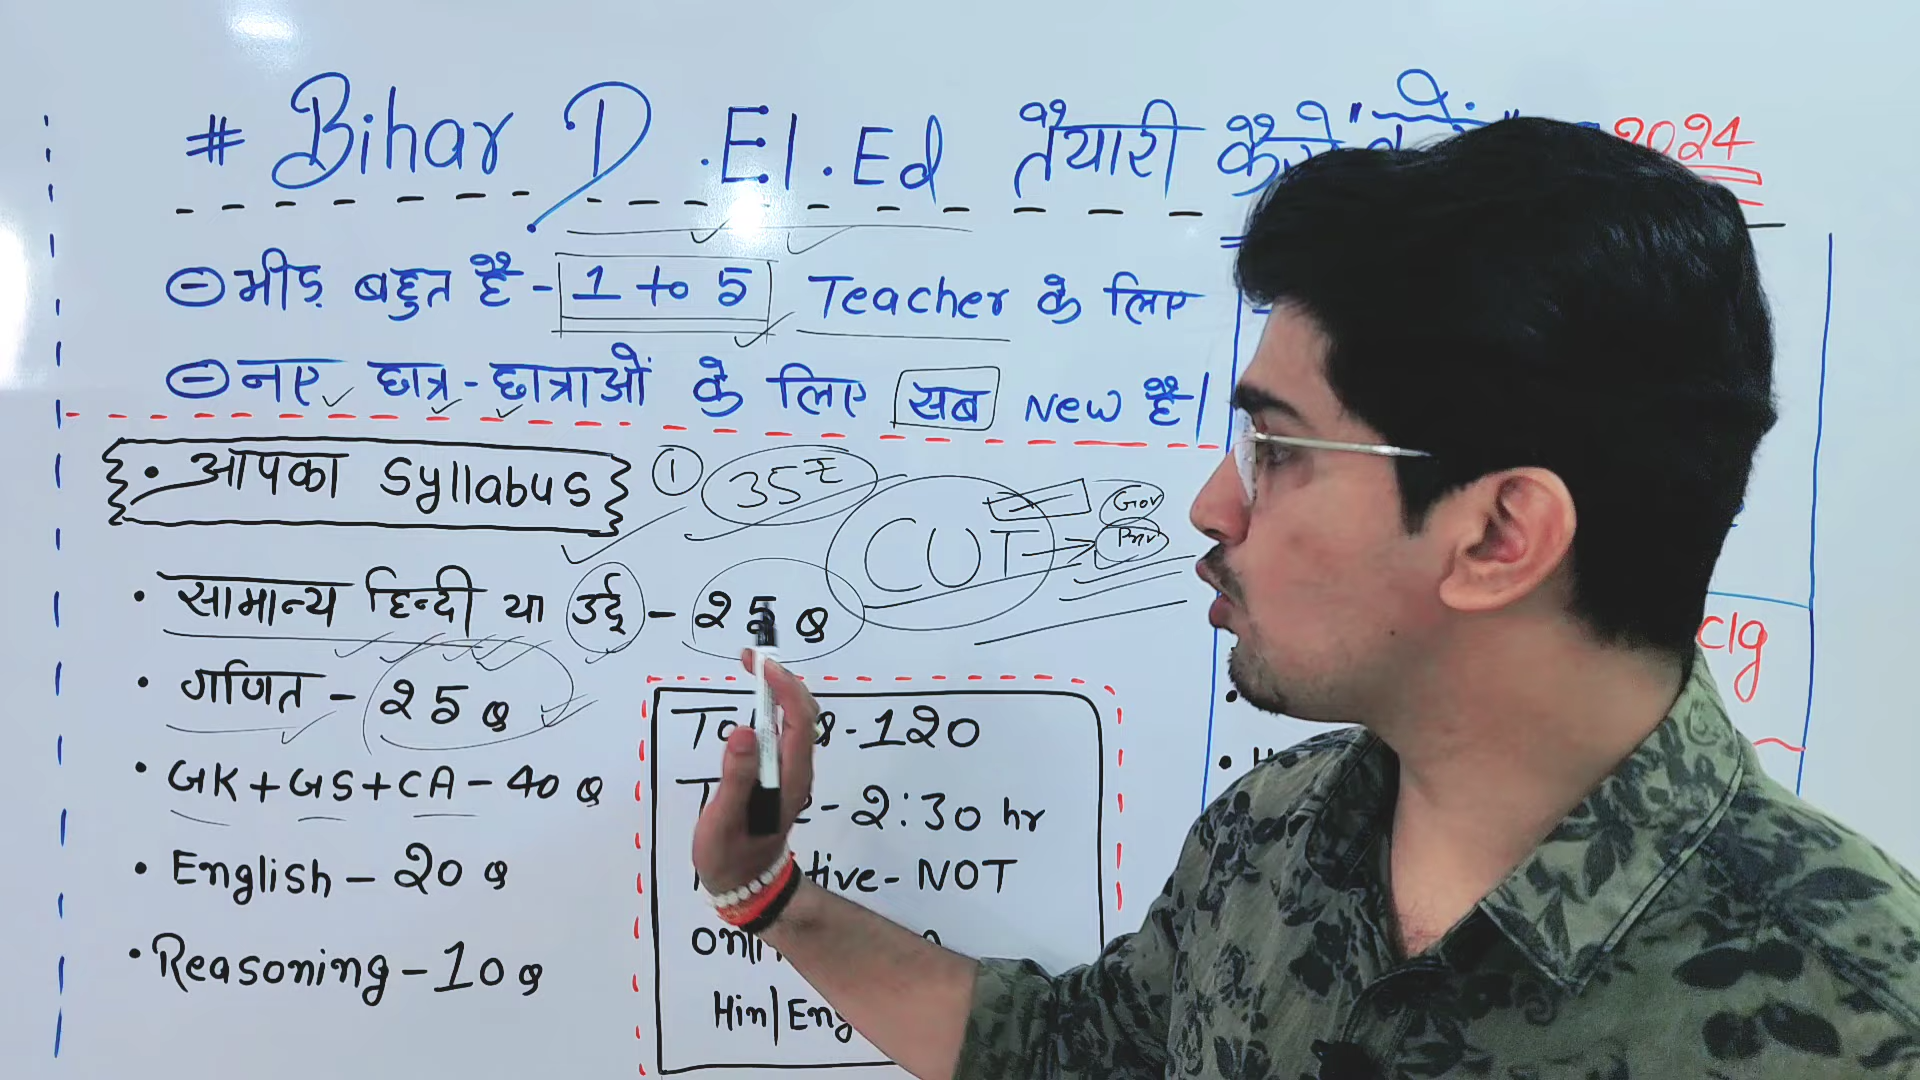 # Bihar D.El.Ed तैयारी कैसे 2024
भीड़ बहुत है - 1 to 5 Teacher के लिए
नए छात्र - छात्राओं के लिए सब New है।
• आपका Syllabus
① 35
CUT
Gov
Priv
• सामान्य हिन्दी या उर्दू - 25 Q
• गणित - 25 Q
• GK + GS + CA - 40 Q
• English - 20 Q
• Reasoning - 10 Q
- 120
- 2:30 hr
- NOT
Hin|Eng
clg